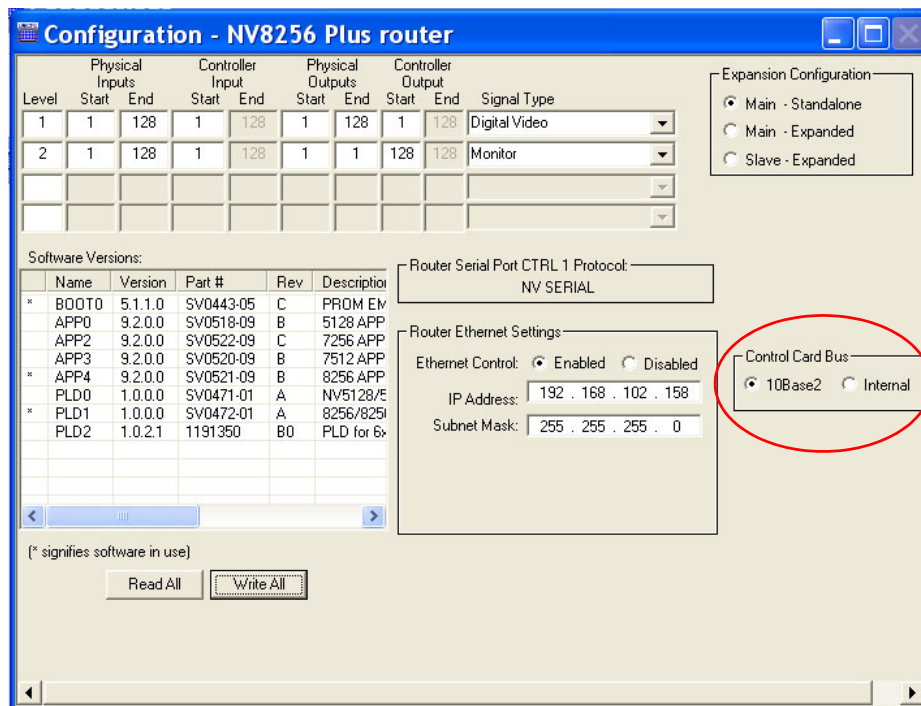 Configuration - NV8256 Plus router
Physical Inputs Controller Input Physical Outputs Controller Output
Level Start End Start End Start End Start End Signal Type
1 1 128 1 128 1 128 1 128 Digital Video
2 1 128 1 128 1 1 128 128 Monitor
Expansion Configuration
Main - Standalone
Main - Expanded
Slave - Expanded
Software Versions:
Name Version Part # Rev Description
* BOOT0 5.1.1.0 SV0443-05 C PROM EM
APP0 9.2.0.0 SV0518-09 B 5128 APP
APP2 9.2.0.0 SV0522-09 C 7256 APP
APP3 9.2.0.0 SV0520-09 B 7512 APP
* APP4 9.2.0.0 SV0521-09 B 8256 APP
PLD0 1.0.0.0 SV0471-01 A NV5128/5
* PLD1 1.0.0.0 SV0472-01 A 8256/825
PLD2 1.0.2.1 1191350 B0 PLD for 6x
(* signifies software in use)
Read All Write All
Router Serial Port CTRL 1 Protocol:
NV SERIAL
Router Ethernet Settings
Ethernet Control: Enabled Disabled
IP Address: 192 . 168 . 102 . 158
Subnet Mask: 255 . 255 . 255 . 0
Control Card Bus
10Base2 Internal